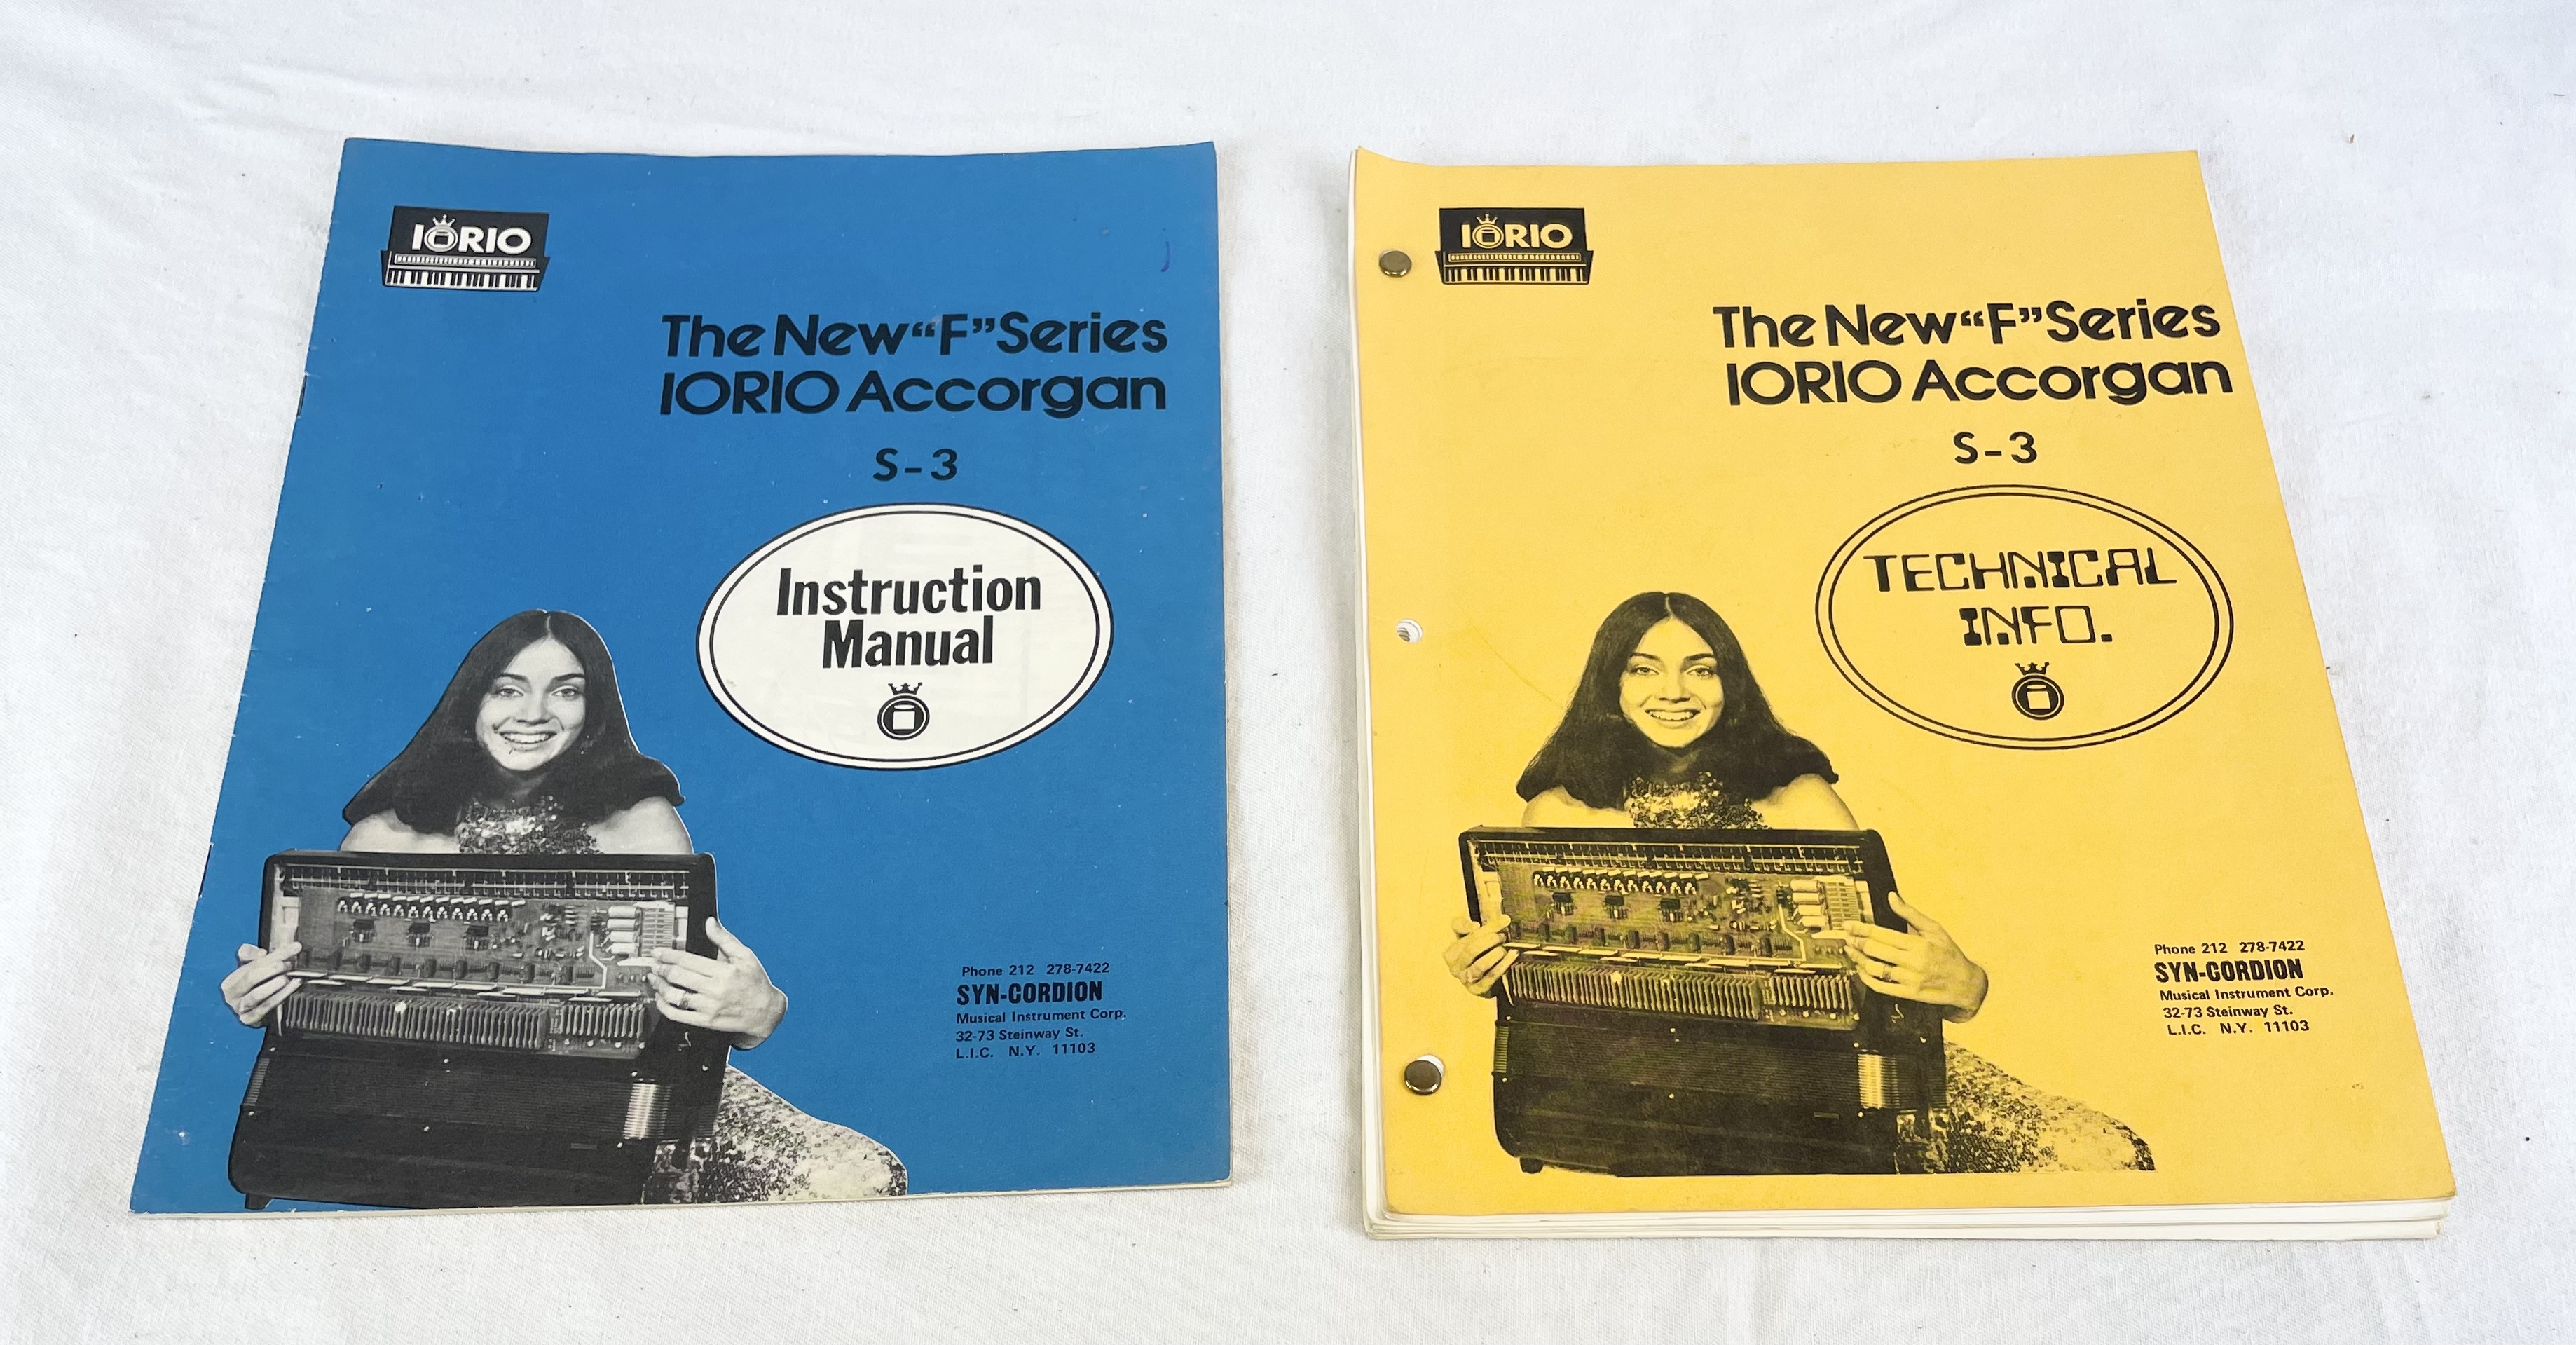 IORIO
The New “F” Series
IORIO Accorgan
S-3
Instruction
Manual
Phone 212 278-7422
SYN-CORDION
Musical Instrument Corp.
32-73 Steinway St.
L.I.C. N.Y. 11103
IORIO
The New “F” Series
IORIO Accorgan
S-3
TECHNICAL
INFO.
Phone 212 278-7422
SYN-CORDION
Musical Instrument Corp.
32-73 Steinway St.
L.I.C. N.Y. 11103